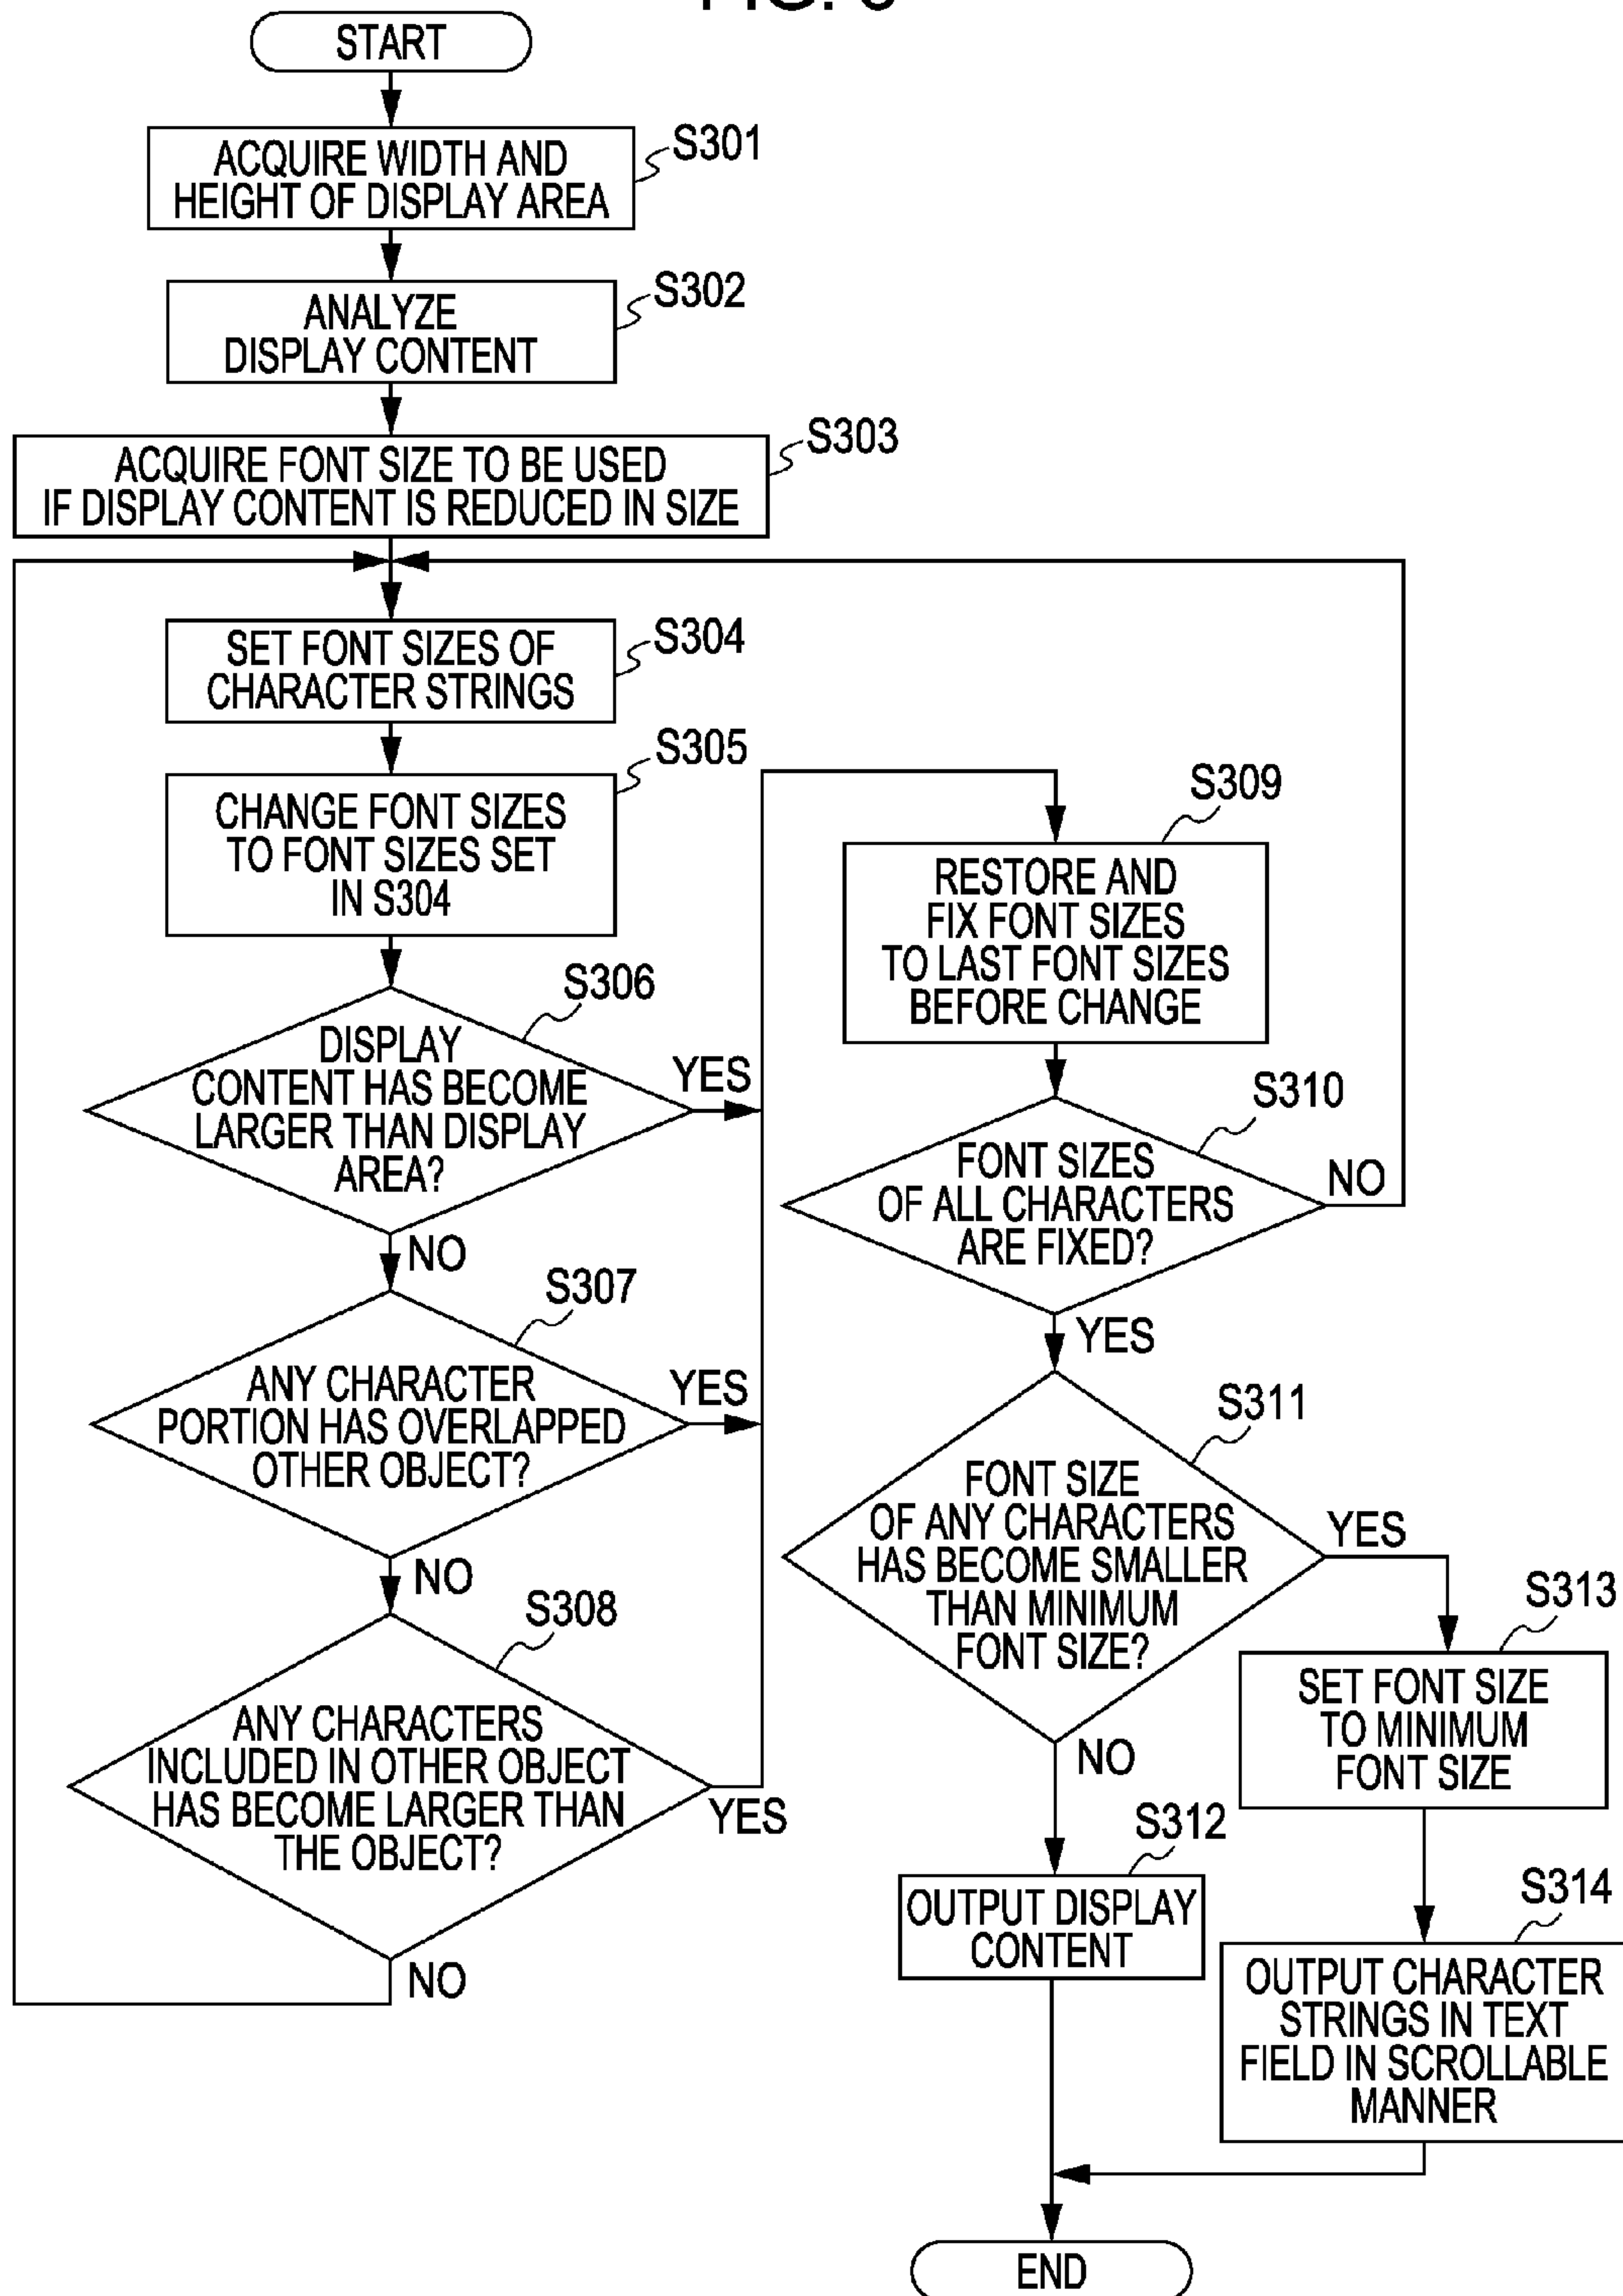 START
ACQUIRE WIDTH AND
HEIGHT OF DISPLAY AREA
S301
ANALYZE
DISPLAY CONTENT
S302
ACQUIRE FONT SIZE TO BE USED
IF DISPLAY CONTENT IS REDUCED IN SIZE
S303
SET FONT SIZES OF
CHARACTER STRINGS
S304
CHANGE FONT SIZES
TO FONT SIZES SET
IN S304
S305
DISPLAY
CONTENT HAS BECOME
LARGER THAN DISPLAY
AREA?
S306
YES
NO
ANY CHARACTER
PORTION HAS OVERLAPPED
OTHER OBJECT?
S307
YES
NO
ANY CHARACTERS
INCLUDED IN OTHER OBJECT
HAS BECOME LARGER THAN
THE OBJECT?
S308
YES
NO
RESTORE AND
FIX FONT SIZES
TO LAST FONT SIZES
BEFORE CHANGE
S309
FONT SIZES
OF ALL CHARACTERS
ARE FIXED?
S310
NO
YES
FONT SIZE
OF ANY CHARACTERS
HAS BECOME SMALLER
THAN MINIMUM
FONT SIZE?
S311
YES
NO
OUTPUT DISPLAY
CONTENT
S312
SET FONT SIZE
TO MINIMUM
FONT SIZE
S313
OUTPUT CHARACTER
STRINGS IN TEXT
FIELD IN SCROLLABLE
MANNER
S314
END